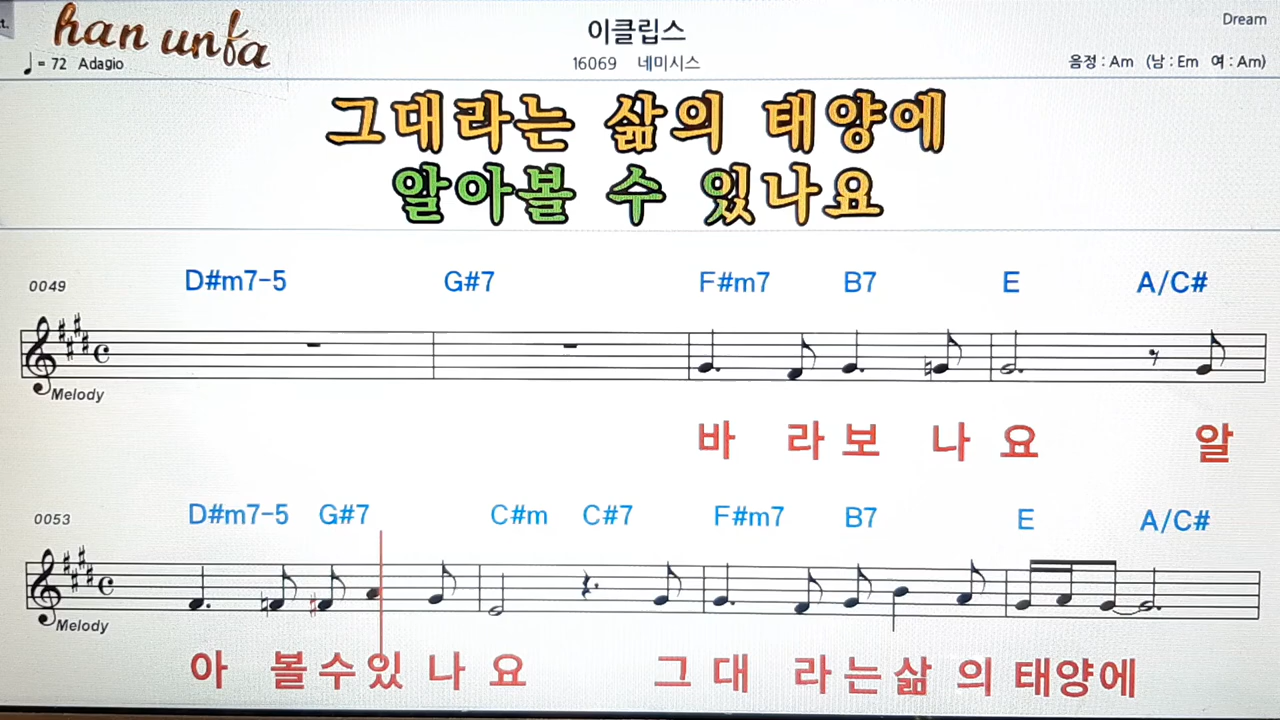 t.
han unfa
이클립스
Dream
♩ = 72 Adagio
16069 네미시스
음정 : Am (남 : Em 여 : Am)
그대라는 삶의 태양에
알아볼 수 있나요
0049 D#m7-5 G#7 F#m7 B7 E A/C#
Melody
바 라 보 나 요 알
0053 D#m7-5 G#7 C#m C#7 F#m7 B7 E A/C#
Melody
아 볼 수 있 나 요 그 대 라 는 삶 의 태양에